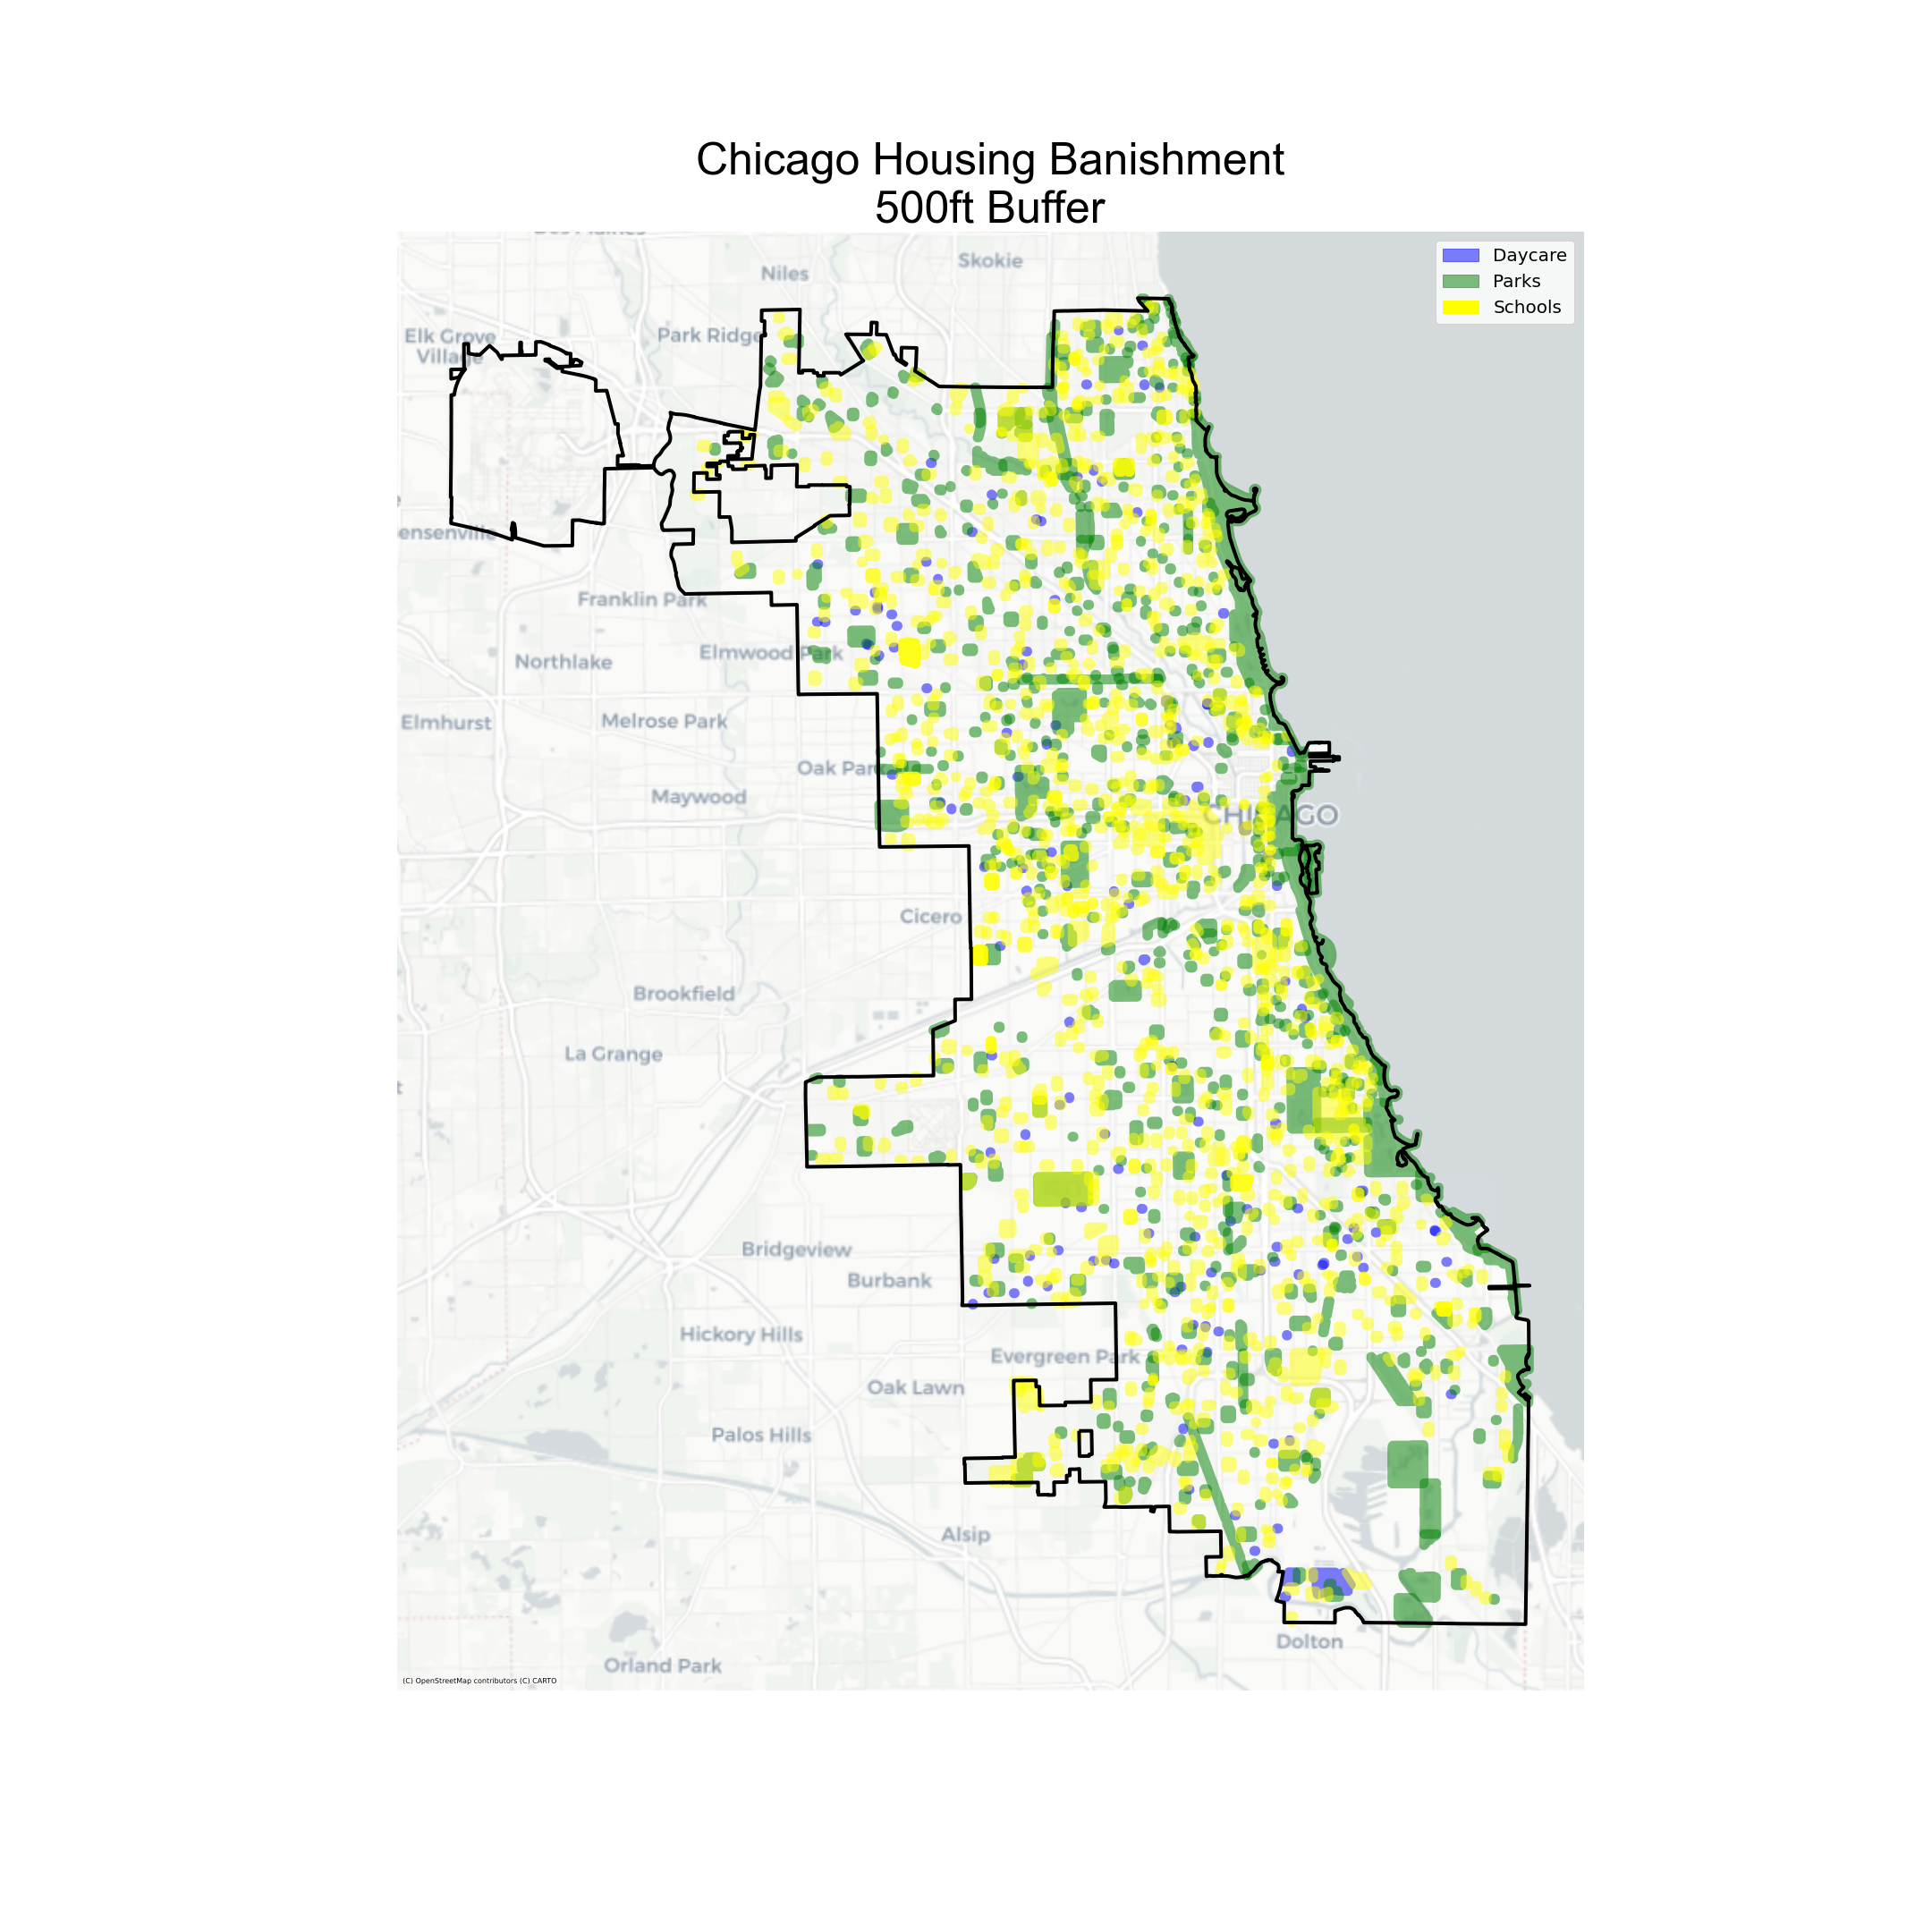 Chicago Housing Banishment
500ft Buffer
Daycare
Parks
Schools
Skokie
Niles
Park Ridge
Elk Grove
Village
ensenville
Franklin Park
Northlake
Elmwood Park
Elmhurst
Melrose Park
Oak Par
Maywood
CHICAGO
Cicero
Brookfield
La Grange
Bridgeview
Burbank
Hickory Hills
Evergreen Park
Oak Lawn
Palos Hills
Alsip
Dolton
Orland Park
(C) OpenStreetMap contributors (C) CARTO